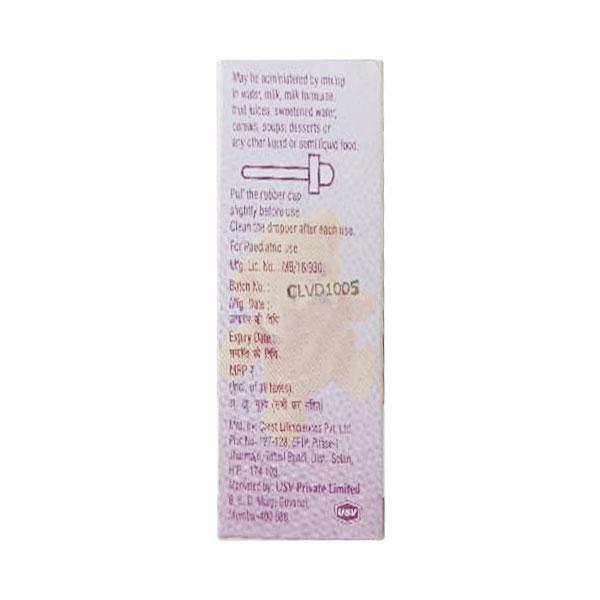 May be administered by mixing
in water, milk, milk formulae,
fruit juices, sweetened water,
cereals, soups, desserts or
any other liquid or semi liquid food.
Pull the rubber cap
slightly before use
Clean the dropper after each use.
For Paediatric use
Mfg. Lic. No. : MB/16/930
Batch No. :
CLVD1005
Mfg. Date :
की तिथि
Expiry Date :
की तिथि
MRP ₹
(Incl. of all taxes)
Mfd. by: Crest Lifesciences Pvt. Ltd.
Plot No. 127-128, EPIP, Phase-I
Jharmajri, Baddi, Dist. Solan,
H.P. - 174 103
Marketed by: USV Private Limited
B. S. D. Marg, Govandi,
Mumbai-400 088
USV